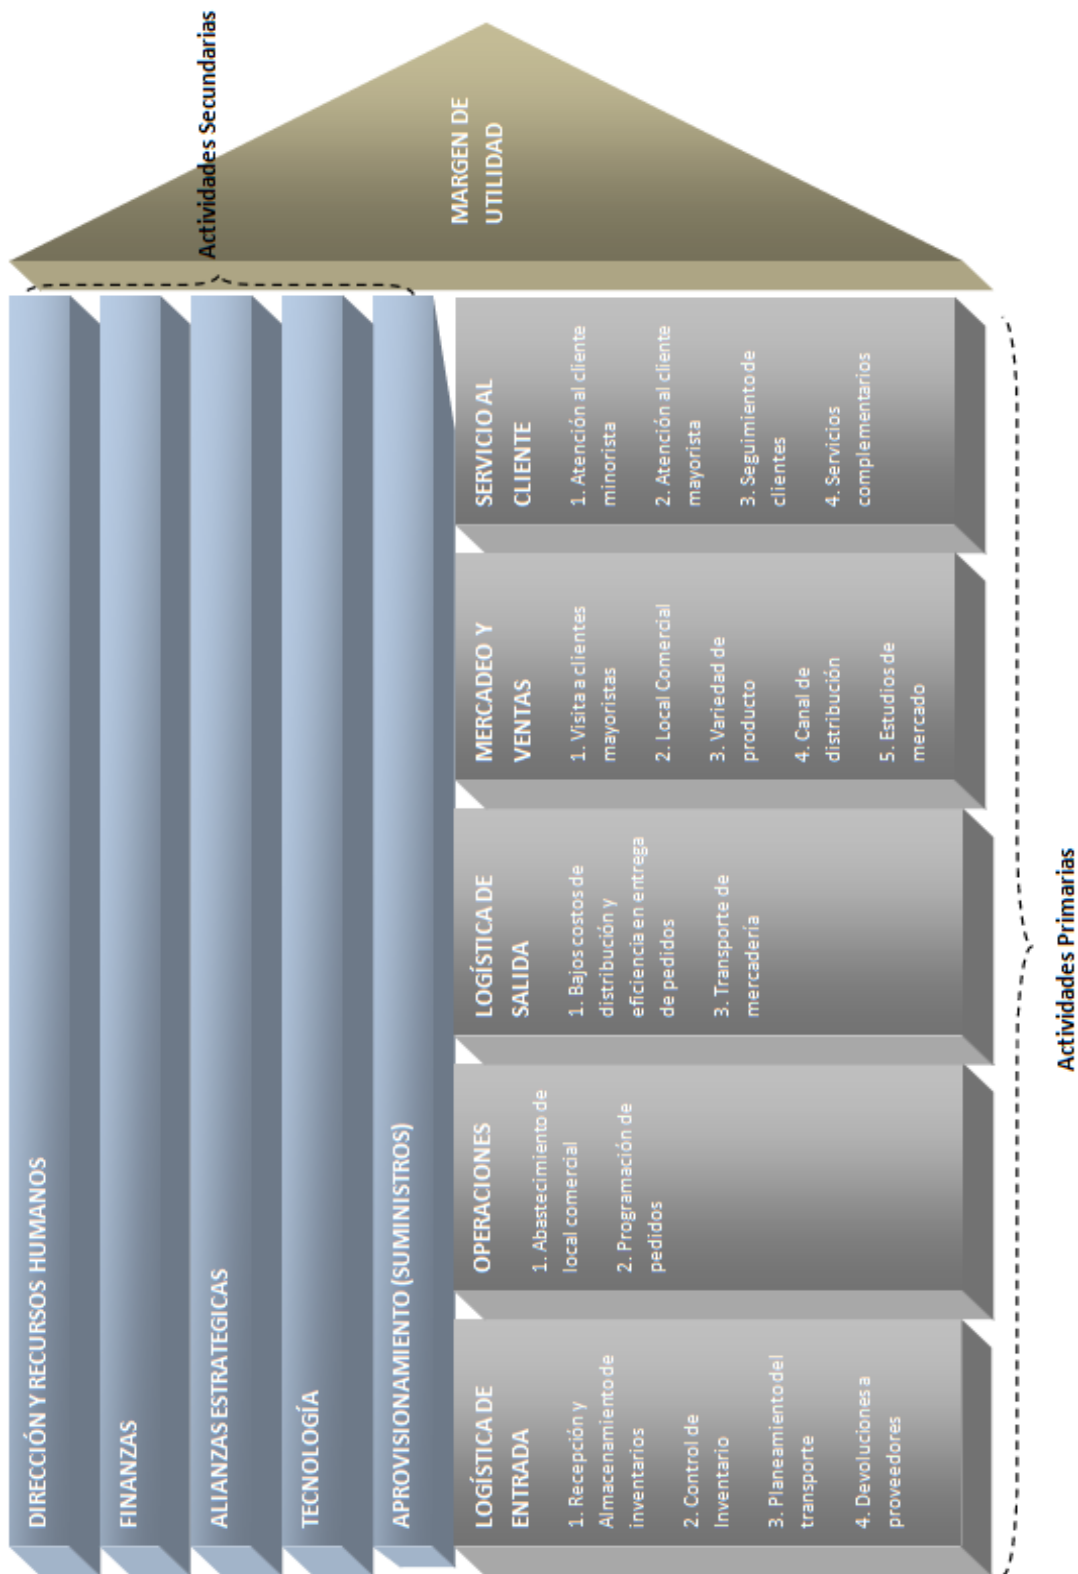 Actividades Secundarias
DIRECCIÓN Y RECURSOS HUMANOS
FINANZAS
ALIANZAS ESTRATEGICAS
TECNOLOGÍA
APROVISIONAMIENTO (SUMINISTROS)
LOGÍSTICA DE
ENTRADA
1. Recepción y
Almacenamiento de
inventarios
2. Control de
Inventario
3. Planeamiento del
transporte
4. Devoluciones a
proveedores
OPERACIONES
1. Abastecimiento de
local comercial
2. Programación de
pedidos
LOGÍSTICA DE
SALIDA
1. Bajos costos de
distribución y
eficiencia en entrega
de pedidos
3. Transporte de
mercadería
MERCADEO Y
VENTAS
1. Visita a clientes
mayoristas
2. Local Comercial
3. Variedad de
producto
4. Canal de
distribución
5. Estudios de
mercado
SERVICIO AL
CLIENTE
1. Atención al cliente
minorista
2. Atención al cliente
mayorista
3. Seguimiento de
clientes
4. Servicios
complementarios
MARGEN DE
UTILIDAD
Actividades Primarias